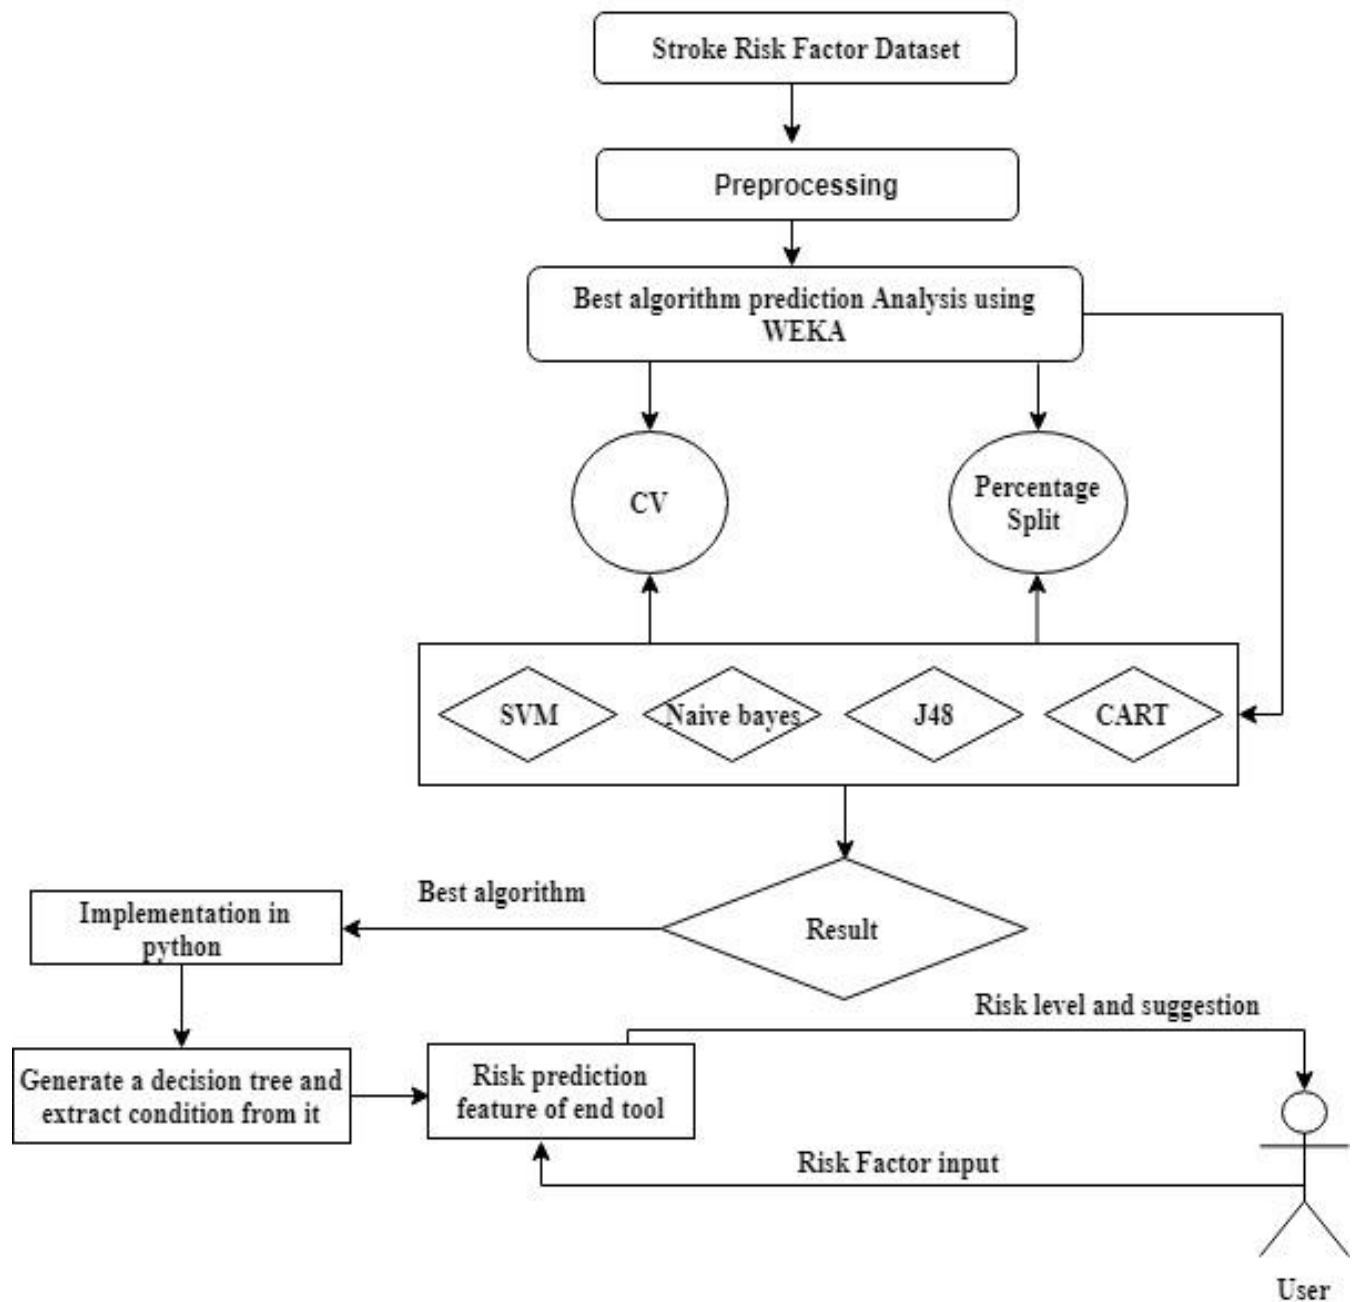 Stroke Risk Factor Dataset
Preprocessing
Best algorithm prediction Analysis using
WEKA
CV
Percentage
Split
SVM
Naive bayes
J48
CART
Result
Best algorithm
Implementation in
python
Generate a decision tree and
extract condition from it
Risk prediction
feature of end tool
Risk level and suggestion
Risk Factor input
User